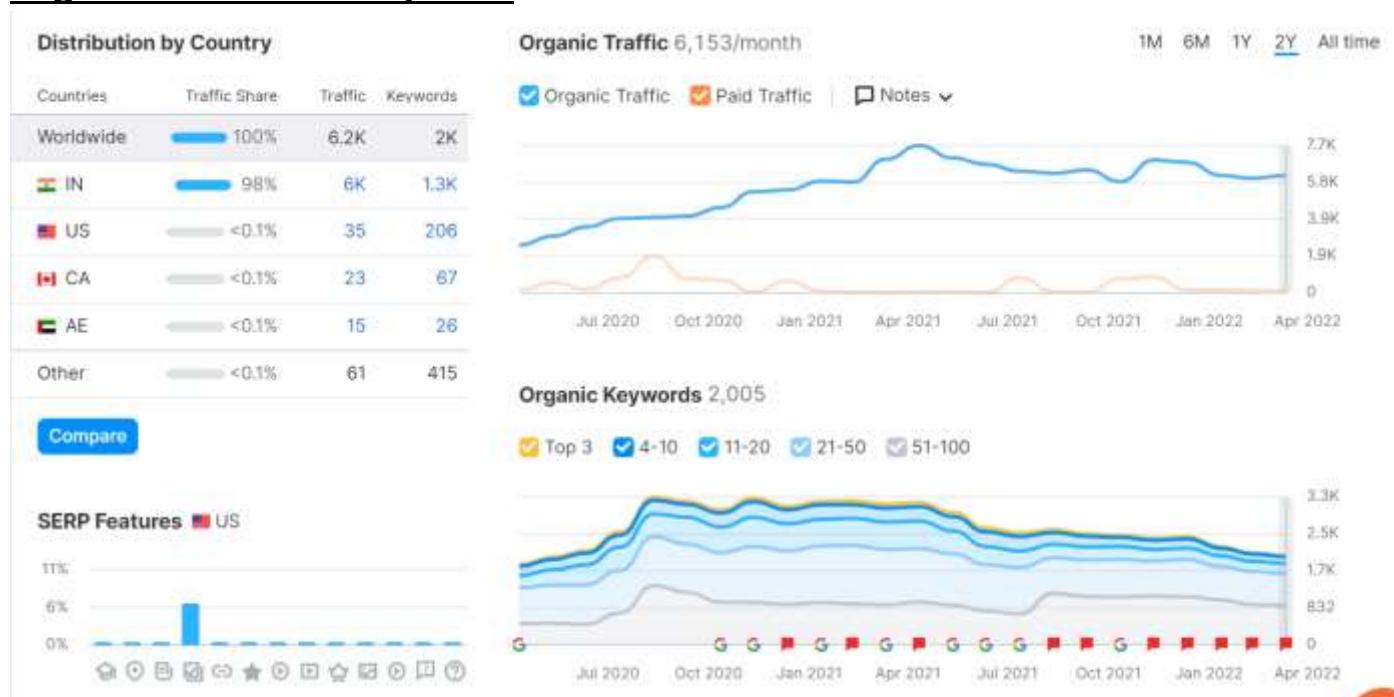 Distribution by Country
Countries Traffic Share Traffic Keywords
Worldwide 100% 6.2K 2K
IN 98% 6K 1.3K
US <0.1% 35 206
CA <0.1% 23 67
AE <0.1% 15 26
Other <0.1% 61 415
Compare
SERP Features US
11%
6%
0%
Organic Traffic 6,153/month
1M 6M 1Y 2Y All time
Organic Traffic Paid Traffic Notes
7.7K
5.8K
3.9K
1.9K
0
Jul 2020 Oct 2020 Jan 2021 Apr 2021 Jul 2021 Oct 2021 Jan 2022 Apr 2022
Organic Keywords 2,005
Top 3 4-10 11-20 21-50 51-100
3.3K
2.5K
1.7K
832
0
G G G G G G G G G
Jul 2020 Oct 2020 Jan 2021 Apr 2021 Jul 2021 Oct 2021 Jan 2022 Apr 2022